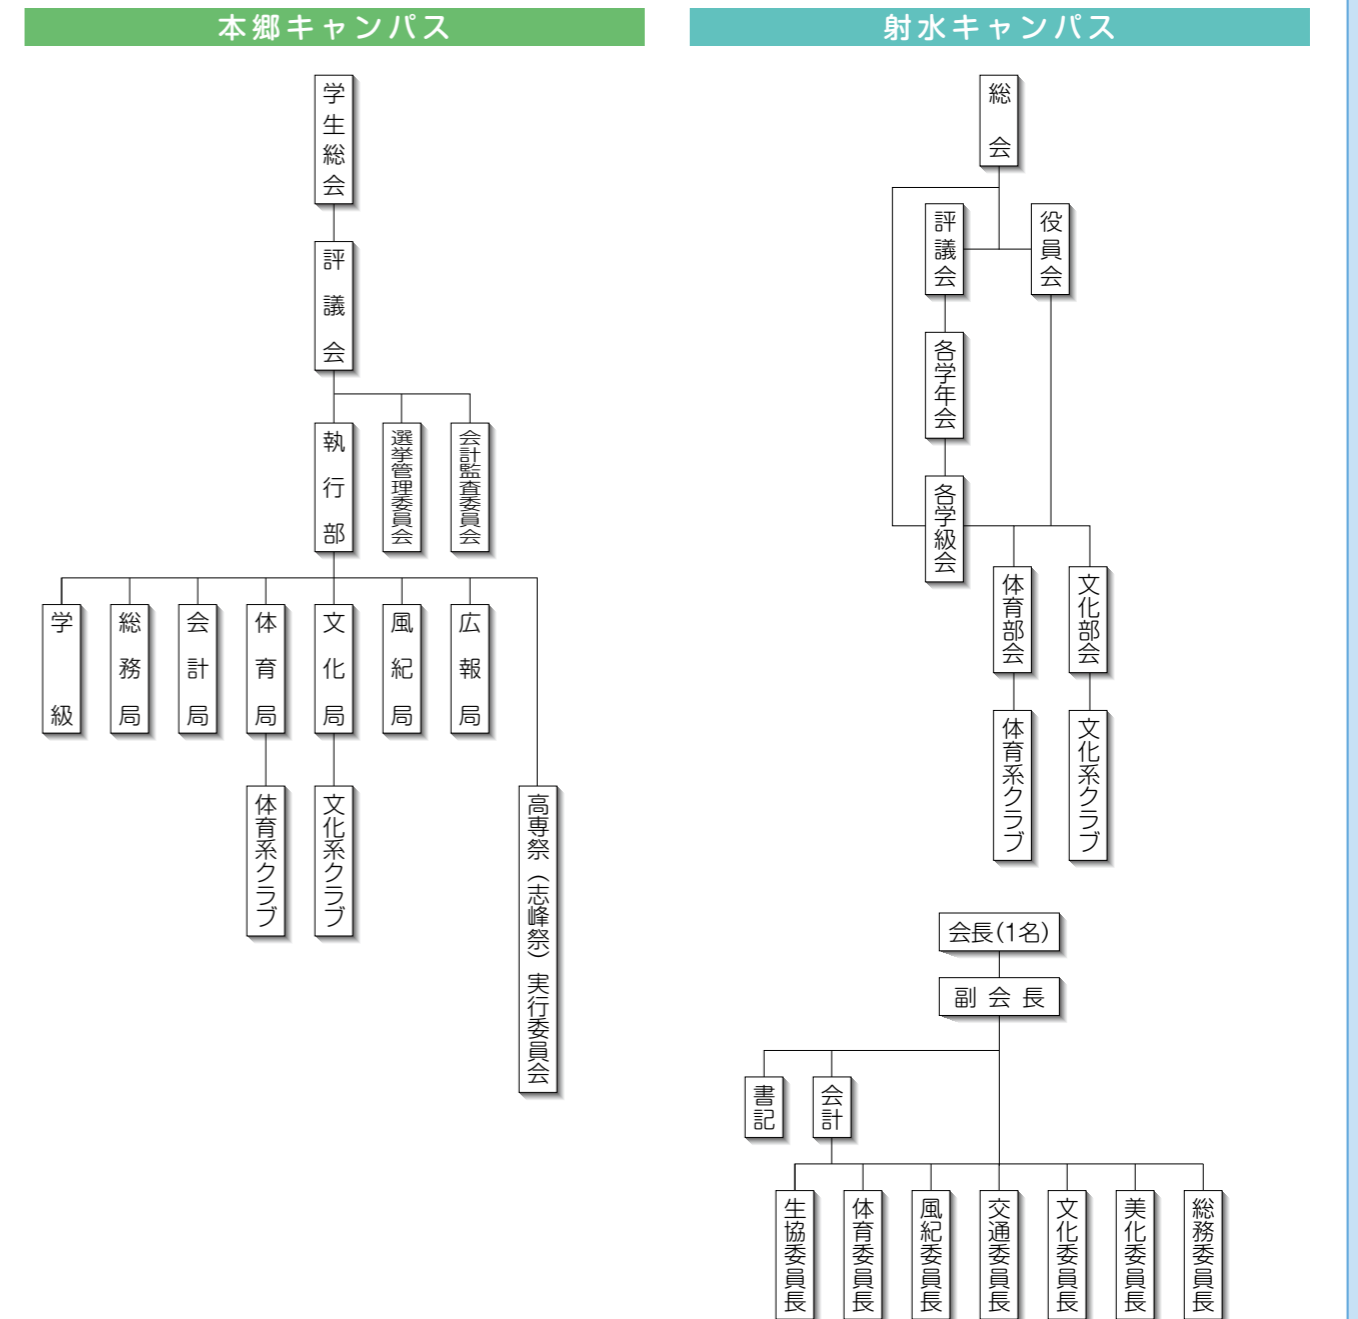 本郷キャンパス
学生総会
評議会
執行部
選挙管理委員会
会計監査委員会
学級
総務局
会計局
体育局
文化局
風紀局
広報局
体育系クラブ
文化系クラブ
高専祭（志峰祭）実行委員会
射水キャンパス
総会
評議会
役員会
各学年会
各学級会
体育部会
文化部会
体育系クラブ
文化系クラブ
会長(1名)
副会長
書記
会計
生協委員長
体育委員長
風紀委員長
交通委員長
文化委員長
美化委員長
総務委員長